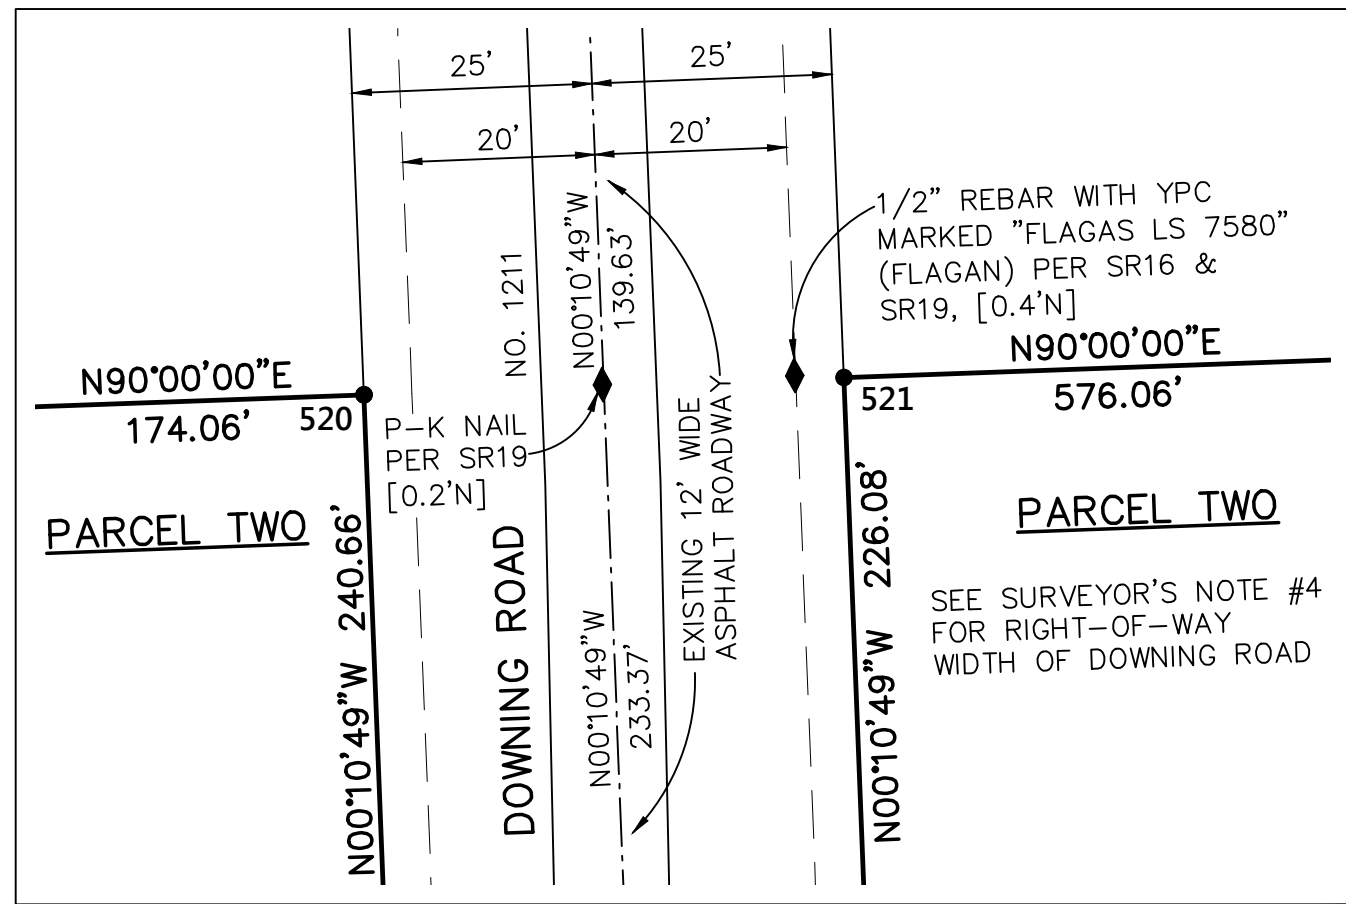 25'
25'
20'
20'
1/2" REBAR WITH YPC
MARKED "FLAGAS LS 7580"
(FLAGAN) PER SR16 &
SR19, [0.4'N]
N00°10'49"W
139.63'
NO. 1211
N90°00'00"E
174.06'
520
N90°00'00"E
576.06'
521
P-K NAIL
PER SR19
[0.2'N]
EXISTING 12' WIDE
ASPHALT ROADWAY
PARCEL TWO
PARCEL TWO
N00°10'49"W 240.66'
DOWNING ROAD
N00°10'49"W
233.37'
N00°10'49"W 226.08'
SEE SURVEYOR'S NOTE #4
FOR RIGHT-OF-WAY
WIDTH OF DOWNING ROAD